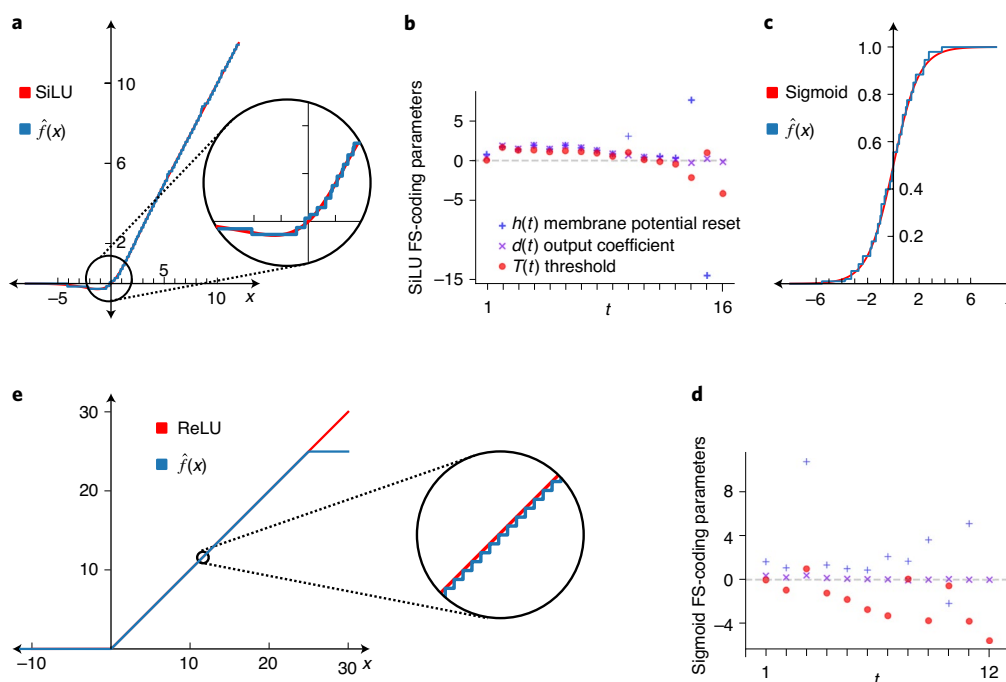 a
SiLU
f̂(x)
10
6
2
−5
5
10
x
b
SiLU FS-coding parameters
5
0
−5
−15
h(t) membrane potential reset
d(t) output coefficient
T(t) threshold
1
t
16
c
Sigmoid
f̂(x)
1.0
0.8
0.6
0.4
0.2
−6
−2
2
6
e
ReLU
f̂(x)
30
20
10
−10
10
20
30
x
d
Sigmoid FS-coding parameters
8
4
0
−4
1
t
12